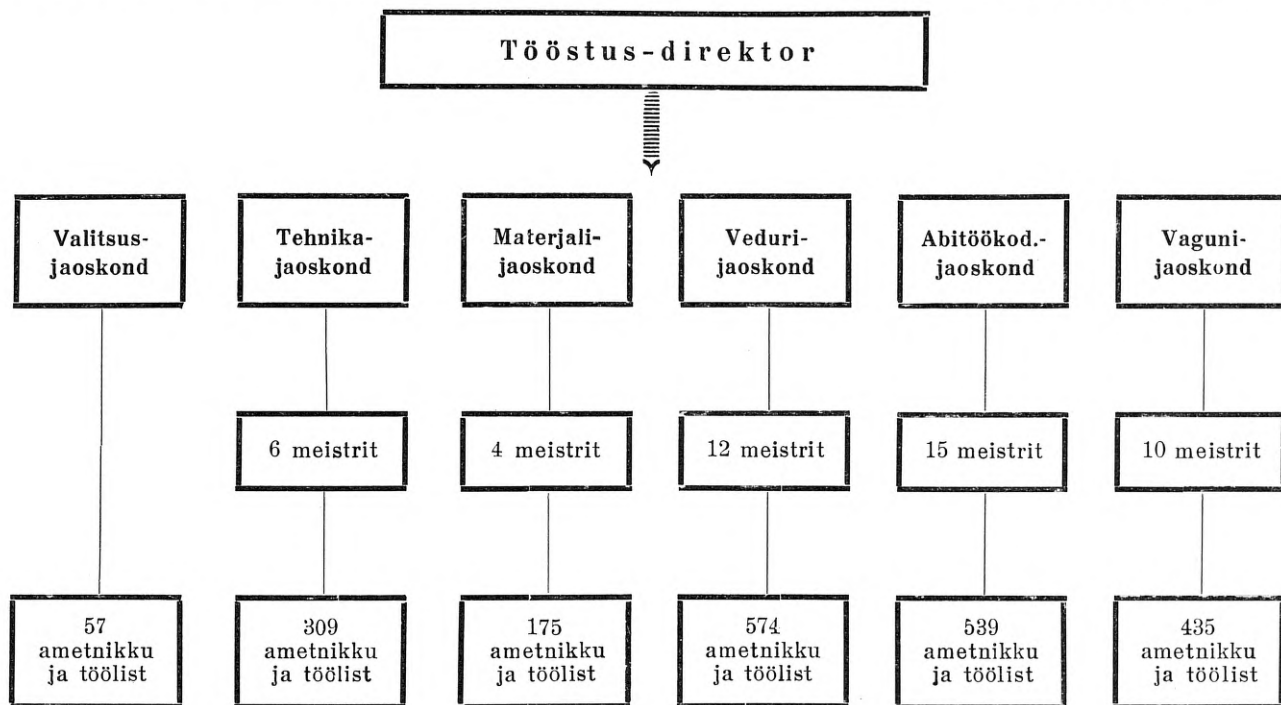 Tööstus-direktor
Valitsus-
jaoskond
Tehnika-
jaoskond
Materjali-
jaoskond
Veduri-
jaoskond
Abitöökod.-
jaoskond
Vaguni-
jaoskond
6 meistrit
4 meistrit
12 meistrit
15 meistrit
10 meistrit
57
ametnikku
ja töölist
309
ametnikku
ja töölist
175
ametnikku
ja töölist
574
ametnikku
ja töölist
539
ametnikku
ja töölist
435
ametnikku
ja töölist